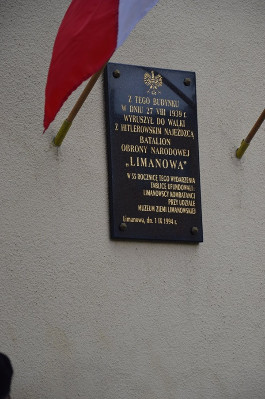 Z TEGO BUDYNKU
W DNIU 27 VIII 1939 r.
WYRUSZYŁ DO WALKI
Z HITLEROWSKIM NAJEŹDŹCĄ
BATALION
OBRONY NARODOWEJ
„LIMANOWA"
W 55 ROCZNICĘ TEGO WYDARZENIA
TABLICĘ UFUNDOWALI
LIMANOWSCY KOMBATANCI
PRZY UDZIALE
MUZEUM ZIEMI LIMANOWSKIEJ
Limanowa, dn. 1 IX 1994 r.